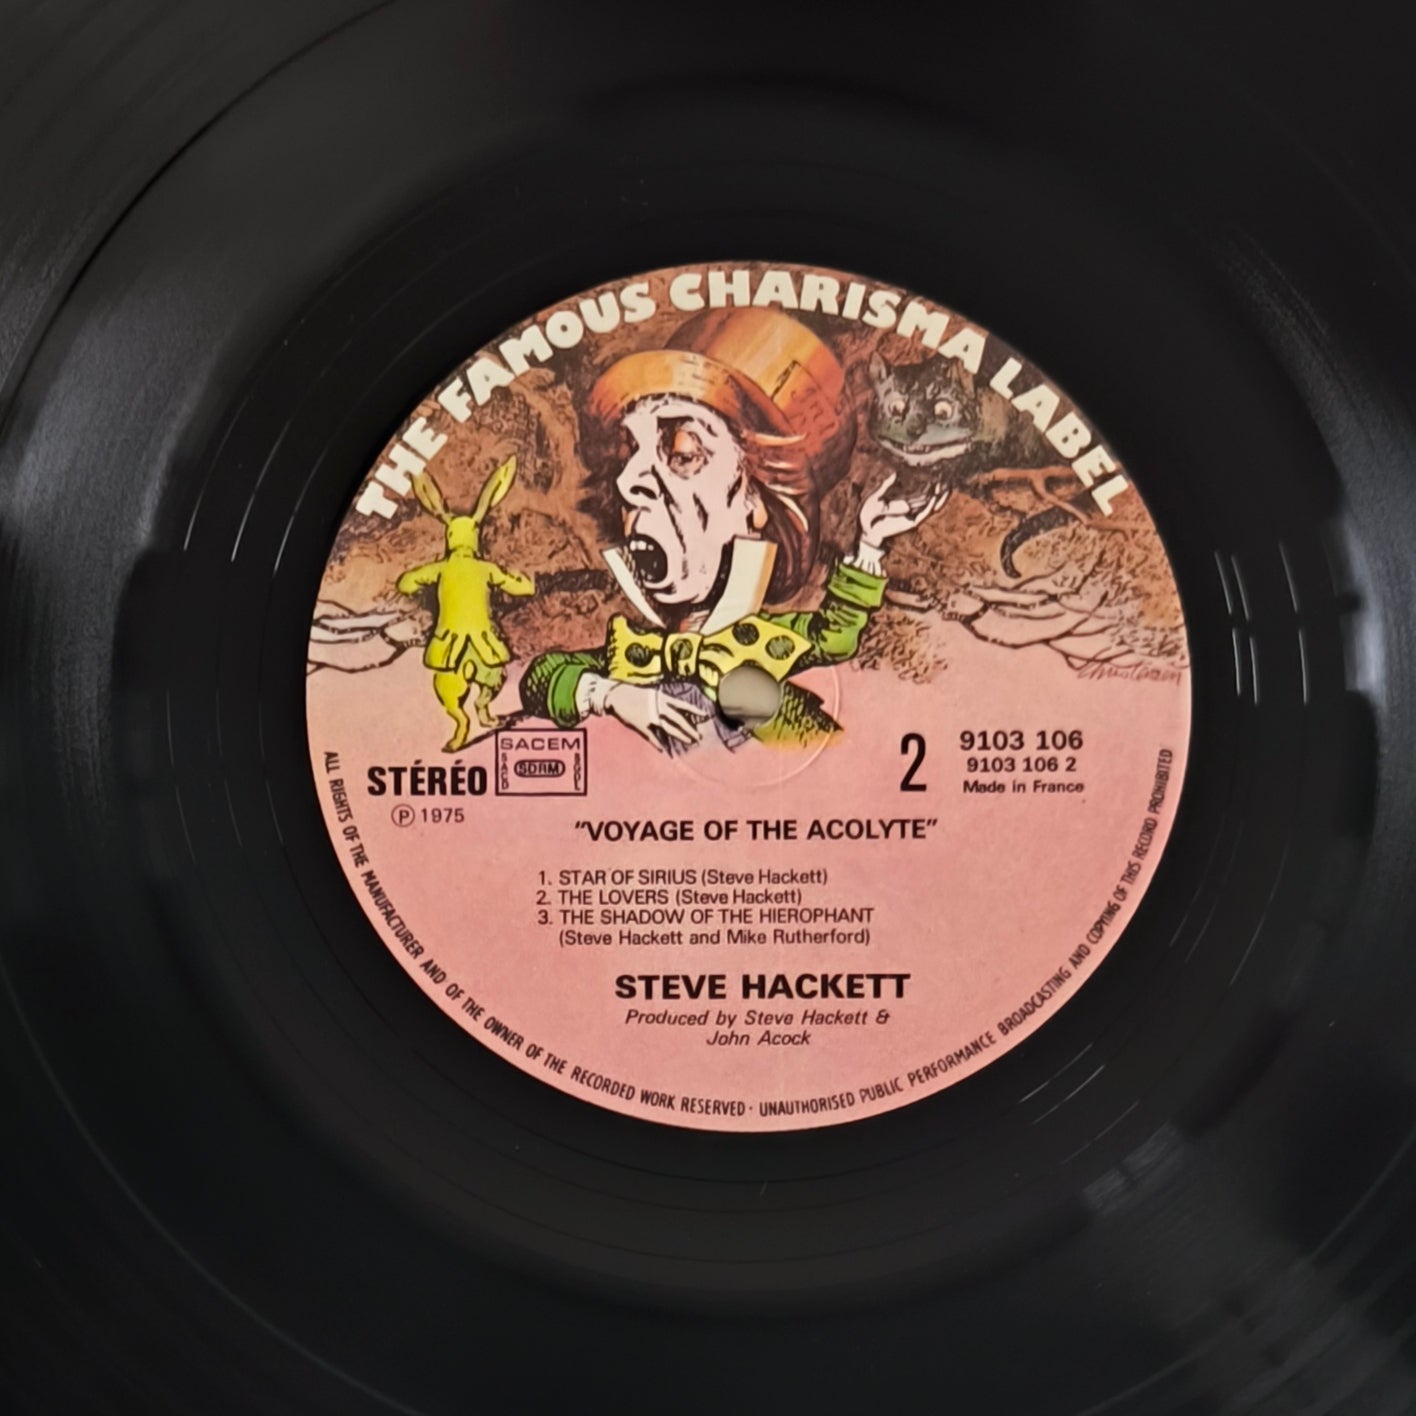 THE FAMOUS CHARISMA LABEL
Christensen
STÉRÉO
SACEM
SACD SDRM SGDL
Ⓟ 1975
2
9103 106
9103 106 2
Made in France
"VOYAGE OF THE ACOLYTE"
1. STAR OF SIRIUS (Steve Hackett)
2. THE LOVERS (Steve Hackett)
3. THE SHADOW OF THE HIEROPHANT
(Steve Hackett and Mike Rutherford)
STEVE HACKETT
Produced by Steve Hackett &
John Acock
ALL RIGHTS OF THE MANUFACTURER AND OF THE OWNER OF THE RECORDED WORK RESERVED · UNAUTHORISED PUBLIC PERFORMANCE BROADCASTING AND COPYING OF THIS RECORD PROHIBITED